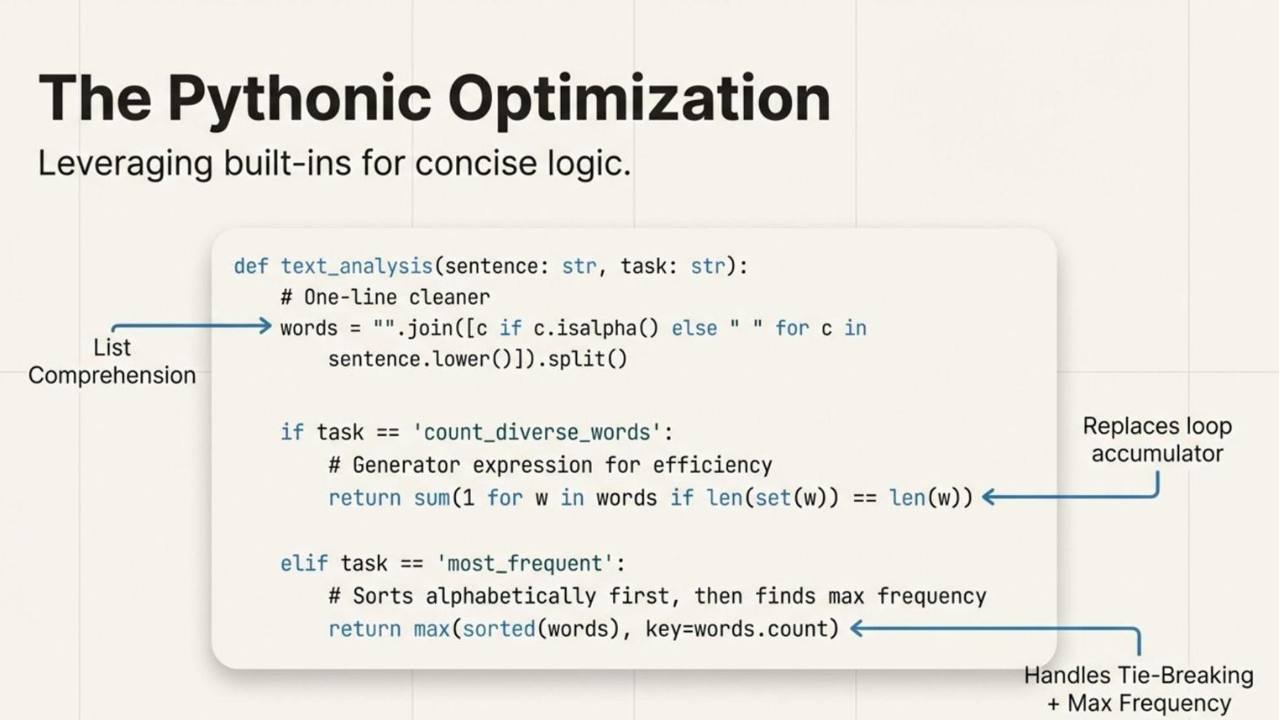 The Pythonic Optimization
Leveraging built-ins for concise logic.
def text_analysis(sentence: str, task: str):
# One-line cleaner
words = "".join([c if c.isalpha() else " " for c in
sentence.lower()]).split()
List
Comprehension
if task == 'count_diverse_words':
# Generator expression for efficiency
return sum(1 for w in words if len(set(w)) == len(w))
Replaces loop
accumulator
elif task == 'most_frequent':
# Sorts alphabetically first, then finds max frequency
return max(sorted(words), key=words.count)
Handles Tie-Breaking
+ Max Frequency